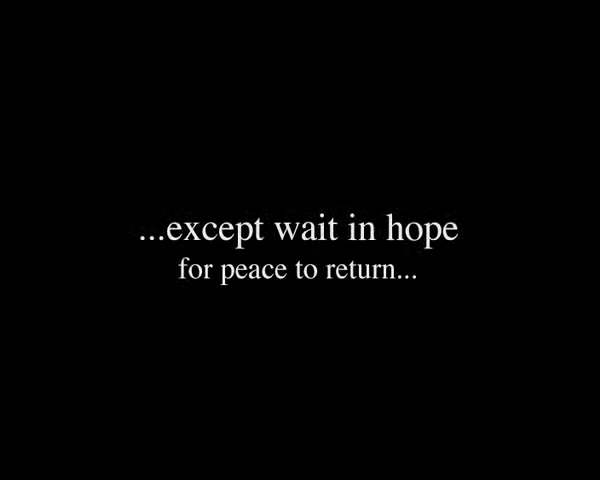 ...except wait in hope
for peace to return...